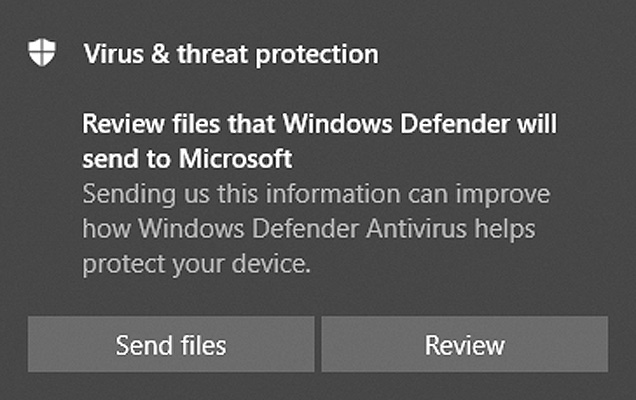 Virus & threat protection
Review files that Windows Defender will
send to Microsoft
Sending us this information can improve
how Windows Defender Antivirus helps
protect your device.
Send files
Review